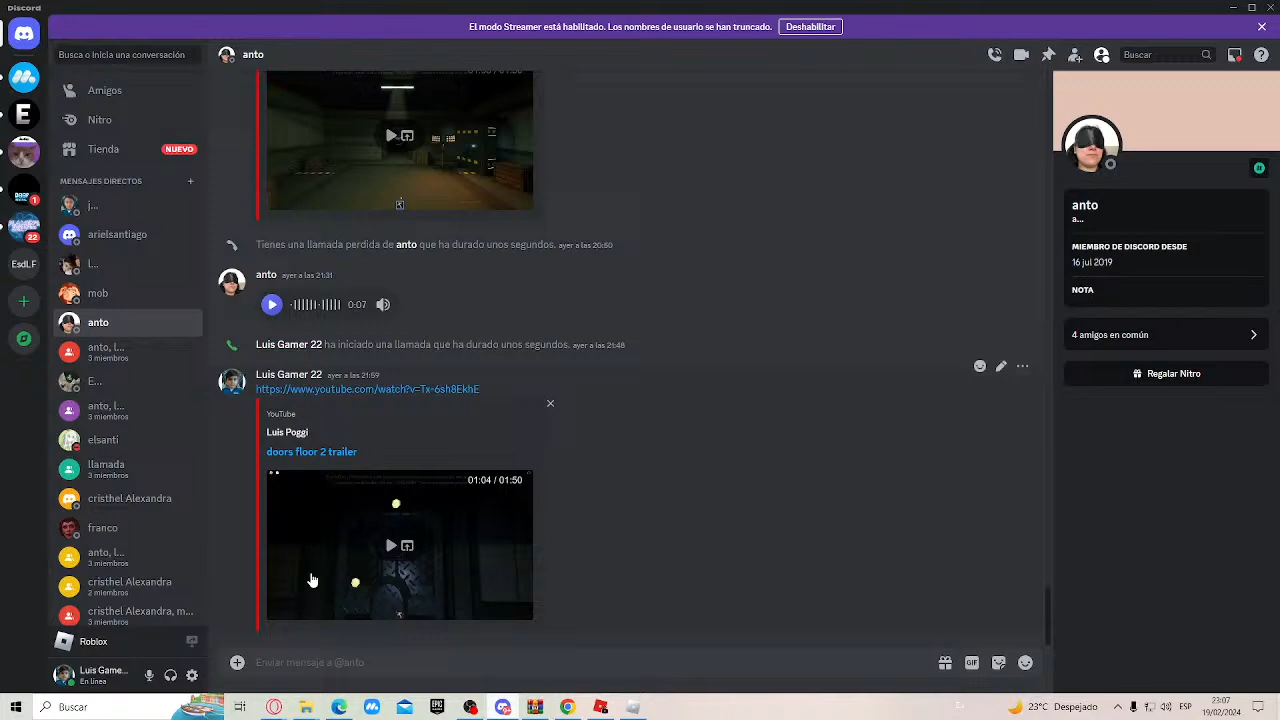 Discord
El modo Streamer está habilitado. Los nombres de usuario se han truncado. Deshabilitar
Busca o inicia una conversación
anto
Buscar
Amigos
Nitro
Tienda NUEVO
MENSAJES DIRECTOS
j...
arielsantiago
l...
mob
anto
anto, l...
3 miembros
E...
anto, l...
3 miembros
elsanti
llamada
3 miembros
cristhel Alexandra
franco
anto, l...
3 miembros
cristhel Alexandra
2 miembros
cristhel Alexandra, m...
3 miembros
E
1
22
EsdLF
Roblox
Luis Game...
En línea
Tienes una llamada perdida de anto que ha durado unos segundos. ayer a las 20:50
anto ayer a las 21:31
0:07
Luis Gamer 22 ha iniciado una llamada que ha durado unos segundos. ayer a las 21:48
Luis Gamer 22 ayer a las 21:59
https://www.youtube.com/watch?v=Tx-6sh8EkhE
YouTube
Luis Poggi
doors floor 2 trailer
01:04 / 01:50
Enviar mensaje a @anto
GIF
anto
a...
MIEMBRO DE DISCORD DESDE
16 jul 2019
NOTA
4 amigos en común
Regalar Nitro
Buscar
EPIC
23°C Despejado
ESP
23:07
19/02/2024